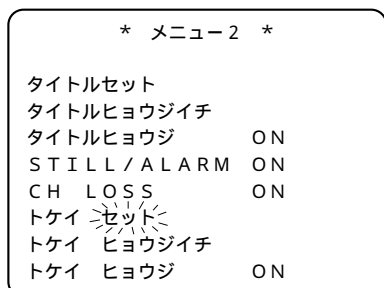 * メニュー2 *
タイトルセット
タイトルヒョウジイチ
タイトルヒョウジ ON
STILL/ALARM ON
CH LOSS ON
トケイ セット
トケイ ヒョウジイチ
トケイ ヒョウジ ON